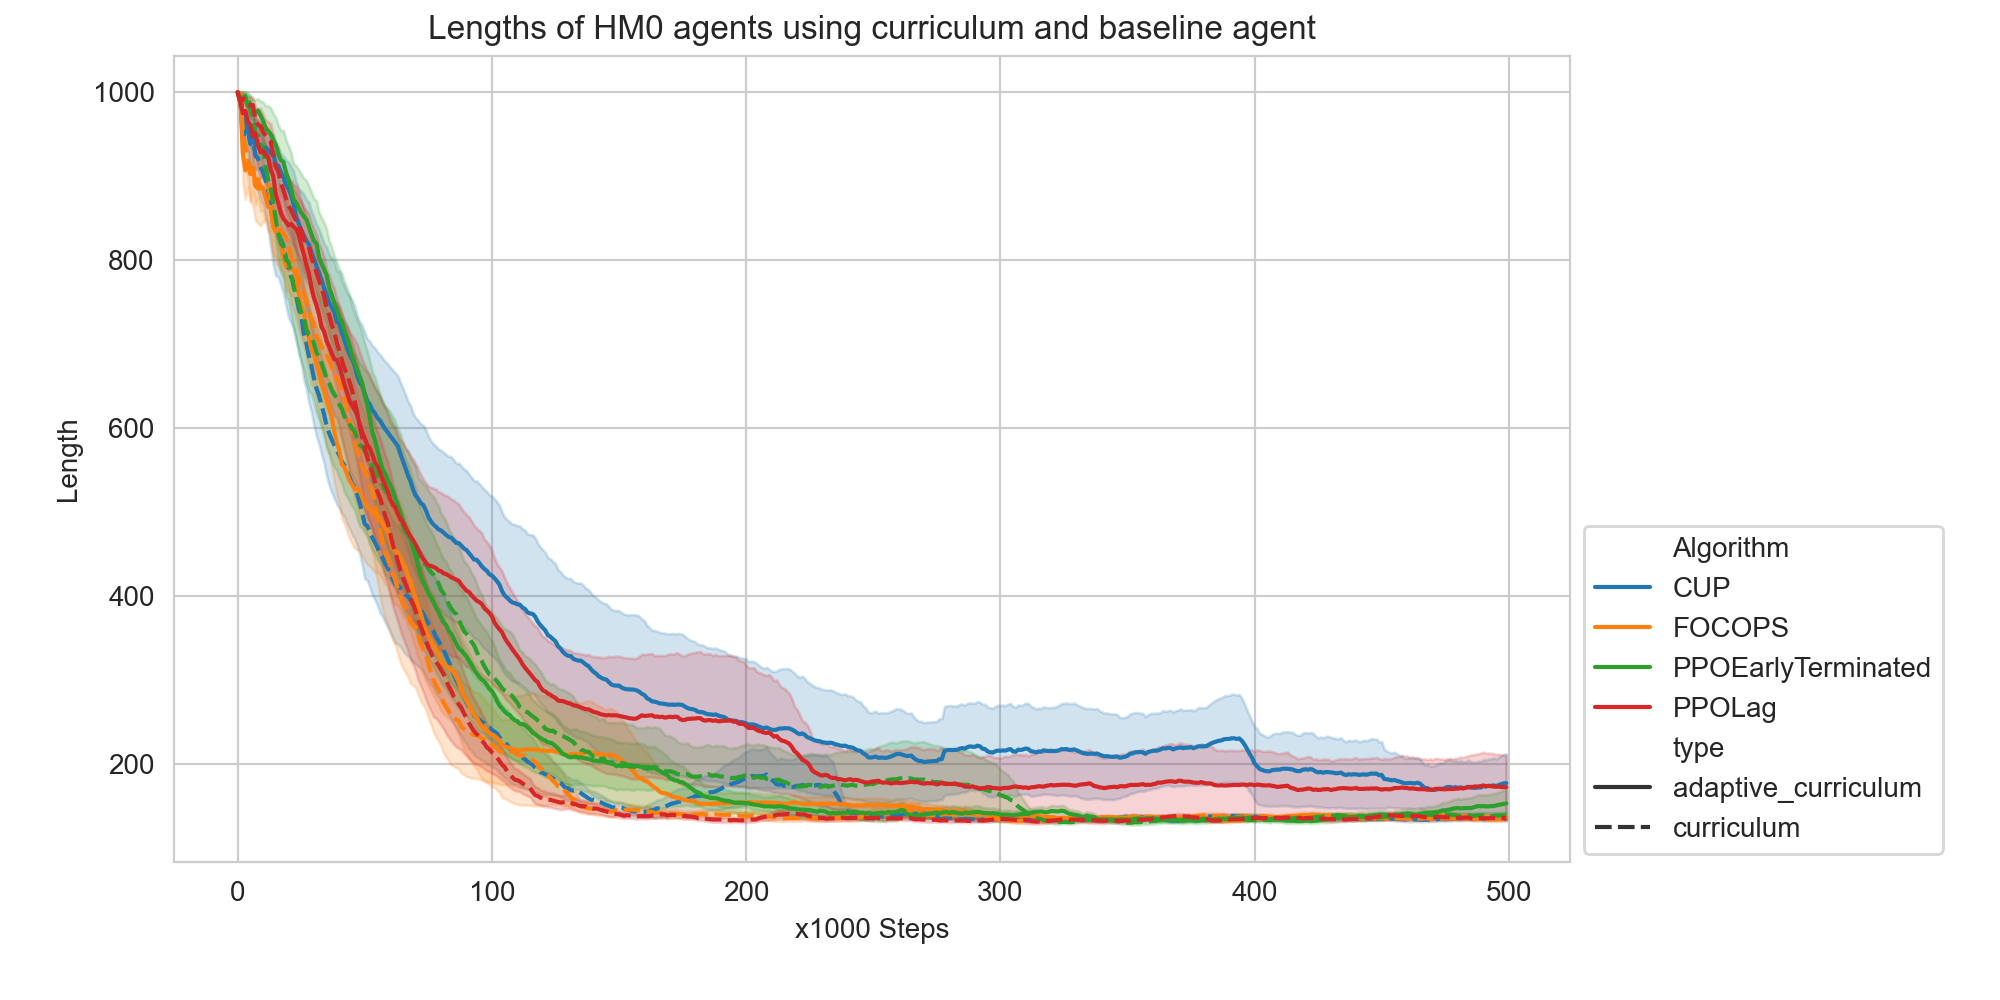 Lengths of HM0 agents using curriculum and baseline agent
1000
800
600
400
200
Length
0 100 200 300 400 500
x1000 Steps
Algorithm
CUP
FOCOPS
PPOEarlyTerminated
PPOLag
type
adaptive_curriculum
curriculum